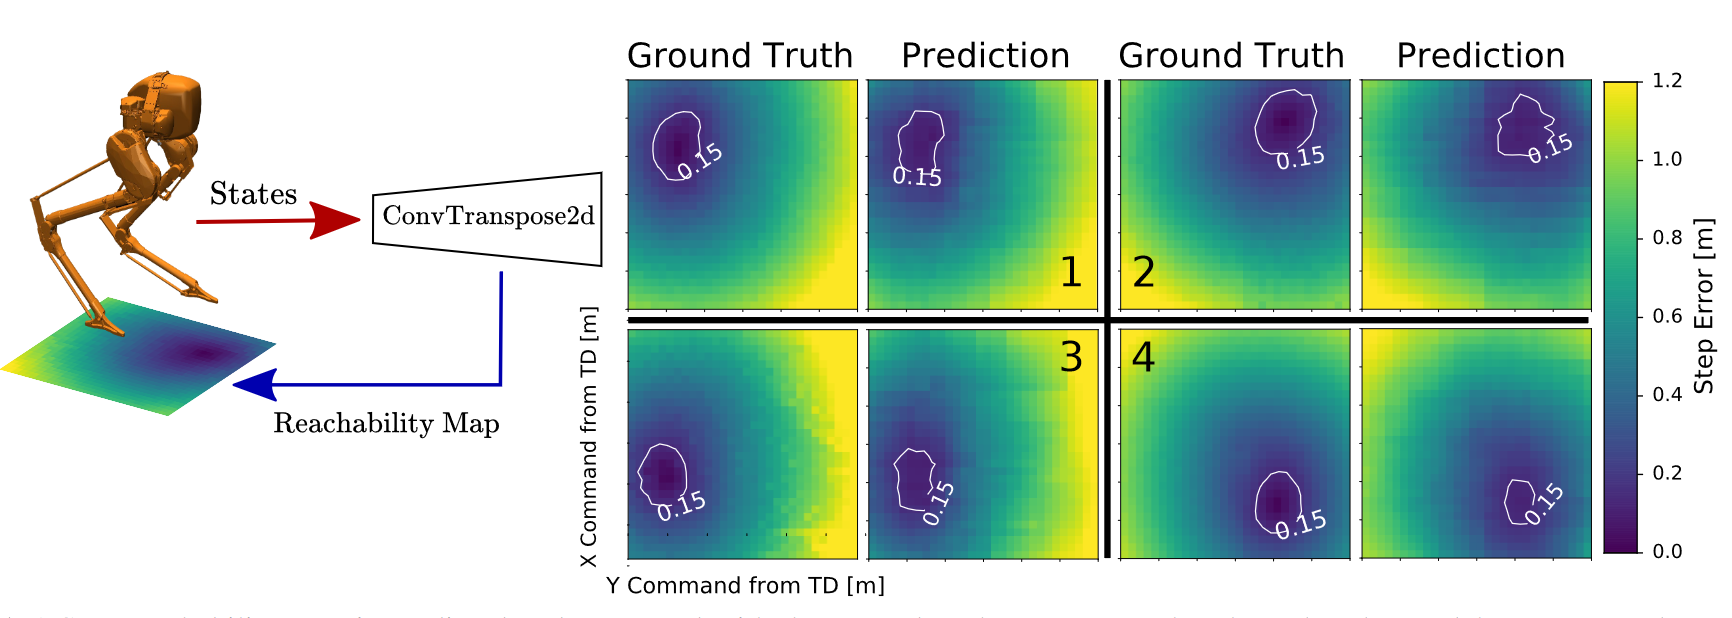 Ground Truth
Prediction
Ground Truth
Prediction
States
ConvTranspose2d
Reachability Map
0.15
0.15
1
0.15
2
0.15
0.15
0.15
3
4
0.15
0.15
X Command from TD [m]
Y Command from TD [m]
1.2
1.0
0.8
0.6
0.4
0.2
0.0
Step Error [m]